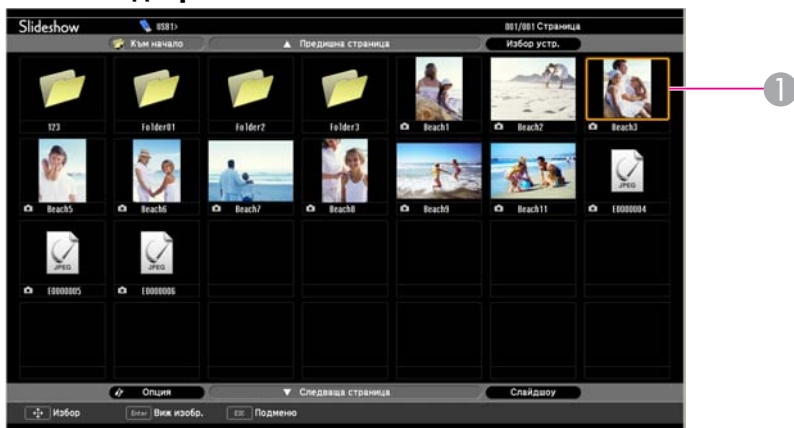 Slideshow USB1> 001/001 Страница
Към начало ▲ Предишна страница Избор устр.
123 Folder01 Folder2 Folder3 Beach1 Beach2 Beach3
1
JPEG
Beach5 Beach6 Beach7 Beach8 Beach9 Beach11 E0000004
JPEG JPEG
E0000005 E0000006
Опция ▼ Следваща страница Слайдшоу
Избор Enter Виж изобр. ESC Подменю